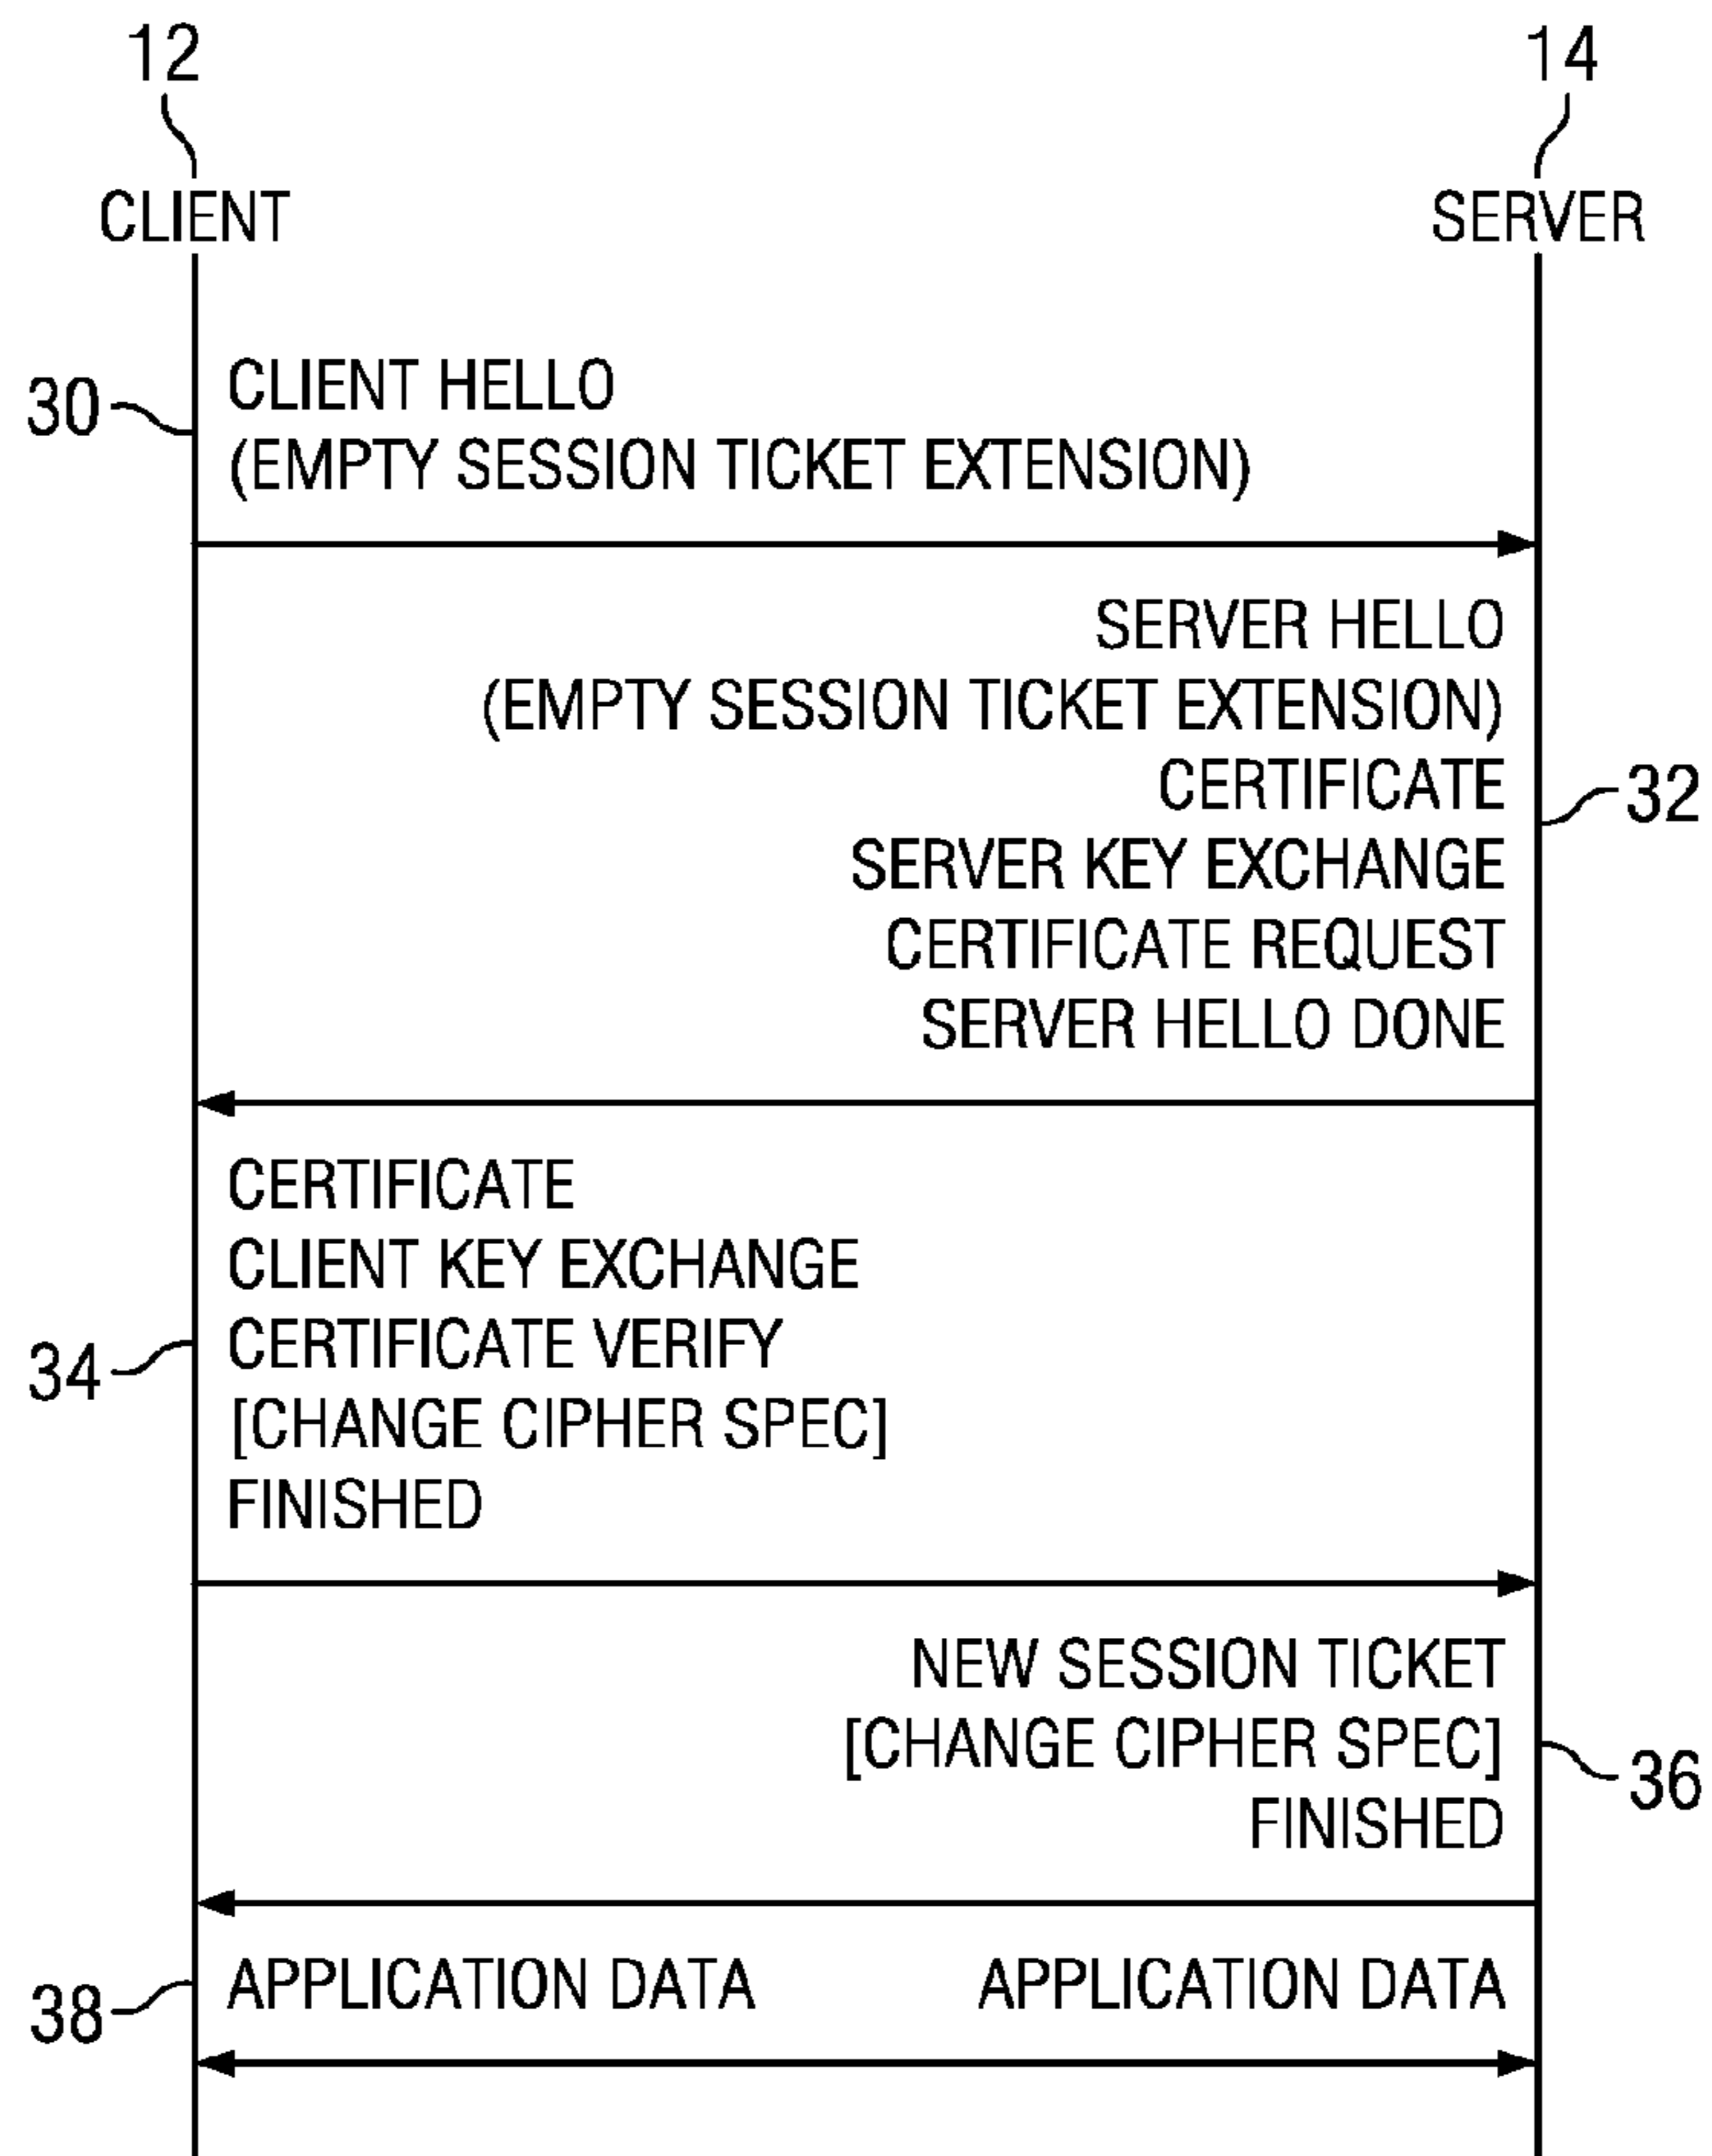 12
14
CLIENT
SERVER
30
CLIENT HELLO
(EMPTY SESSION TICKET EXTENSION)
SERVER HELLO
(EMPTY SESSION TICKET EXTENSION)
CERTIFICATE
32
SERVER KEY EXCHANGE
CERTIFICATE REQUEST
SERVER HELLO DONE
CERTIFICATE
CLIENT KEY EXCHANGE
CERTIFICATE VERIFY
34
[CHANGE CIPHER SPEC]
FINISHED
NEW SESSION TICKET
[CHANGE CIPHER SPEC]
36
FINISHED
38
APPLICATION DATA
APPLICATION DATA